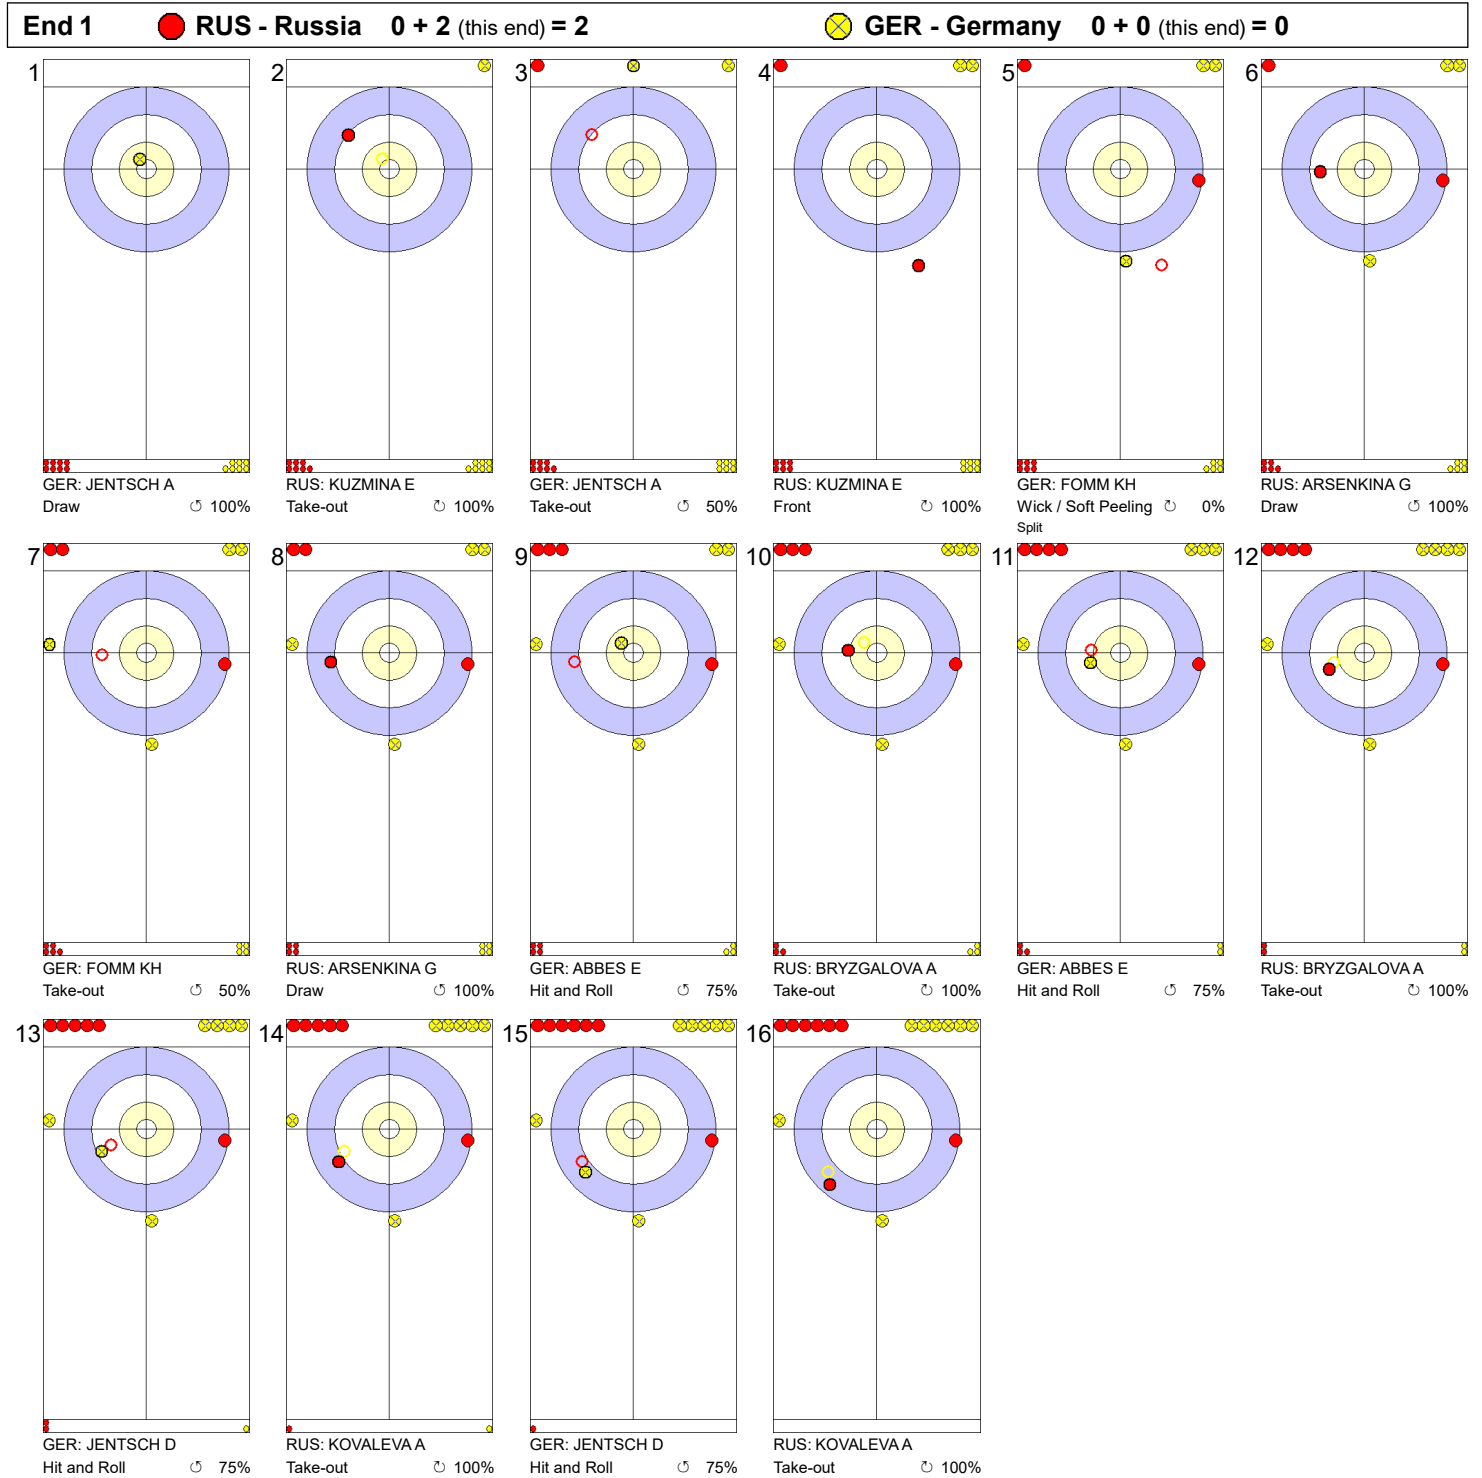 End 1 RUS - Russia 0 + 2 (this end) = 2 GER - Germany 0 + 0 (this end) = 0
1 2 3 4 5 6
GER: JENTSCH A
Draw ↺ 100%
RUS: KUZMINA E
Take-out ↻ 100%
GER: JENTSCH A
Take-out ↺ 50%
RUS: KUZMINA E
Front ↻ 100%
GER: FOMM KH
Wick / Soft Peeling ↻ 0%
Split
RUS: ARSENKINA G
Draw ↺ 100%
7 8 9 10 11 12
GER: FOMM KH
Take-out ↺ 50%
RUS: ARSENKINA G
Draw ↺ 100%
GER: ABBES E
Hit and Roll ↺ 75%
RUS: BRYZGALOVA A
Take-out ↻ 100%
GER: ABBES E
Hit and Roll ↺ 75%
RUS: BRYZGALOVA A
Take-out ↻ 100%
13 14 15 16
GER: JENTSCH D
Hit and Roll ↺ 75%
RUS: KOVALEVA A
Take-out ↻ 100%
GER: JENTSCH D
Hit and Roll ↺ 75%
RUS: KOVALEVA A
Take-out ↻ 100%